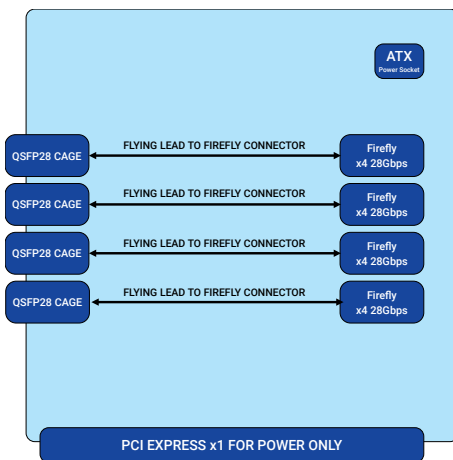 ATX
Power Socket
FLYING LEAD TO FIREFLY CONNECTOR
QSFP28 CAGE
Firefly
x4 28Gbps
FLYING LEAD TO FIREFLY CONNECTOR
QSFP28 CAGE
Firefly
x4 28Gbps
FLYING LEAD TO FIREFLY CONNECTOR
QSFP28 CAGE
Firefly
x4 28Gbps
FLYING LEAD TO FIREFLY CONNECTOR
QSFP28 CAGE
Firefly
x4 28Gbps
PCI EXPRESS x1 FOR POWER ONLY